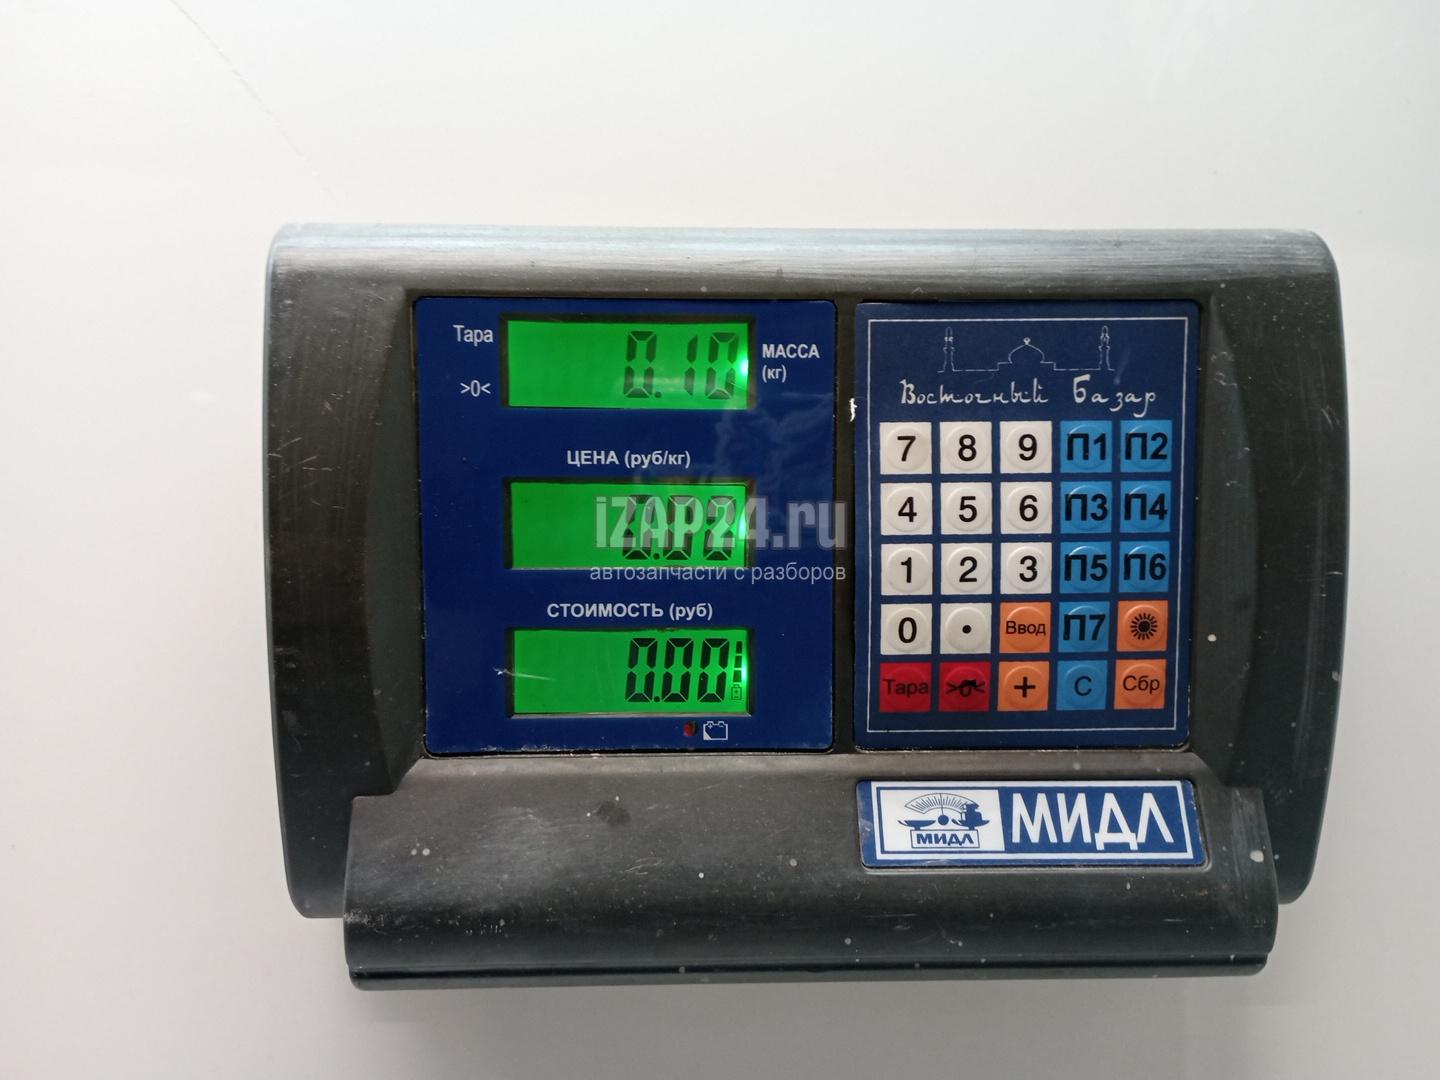 Тара
0.10
МАССА
(кг)
>0<
ЦЕНА (руб/кг)
0.00
iZAP24.ru
автозапчасти с разборов
СТОИМОСТЬ (руб)
0.00
Восточный Базар
7 8 9 П1 П2
4 5 6 П3 П4
1 2 3 П5 П6
0 . Ввод П7
Тара >0< + С Сбр
МИДЛ
МИДЛ